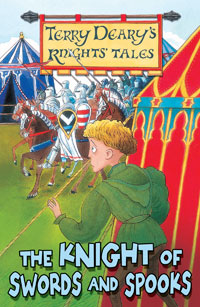 TERRY DEARY'S
KNIGHTS' TALES
THE KNIGHT OF
SWORDS AND SPOOKS